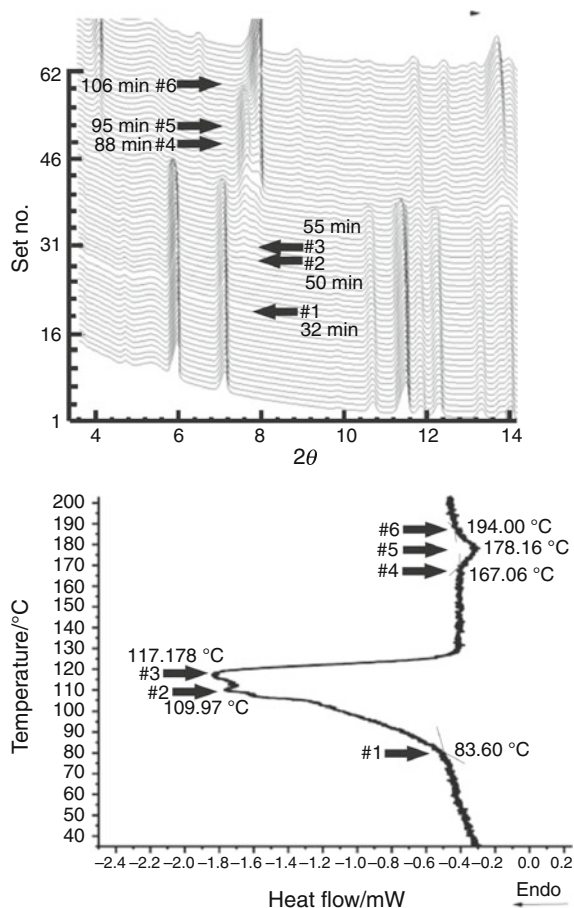 62
106 min #6
95 min #5
88 min #4
46
55 min
31
#3
#2
50 min
#1
16
32 min
1
4 6 8 10 12 14
2θ
Set no.
200
190
180
170
160
150
140
130
120
110
100
90
80
70
60
50
40
#6
194.00 °C
#5
178.16 °C
#4
167.06 °C
117.178 °C
#3
#2
109.97 °C
#1
83.60 °C
Temperature/°C
−2.4 −2.2 −2.0 −1.8 −1.6 −1.4 −1.2 −1.0 −0.8 −0.6 −0.4 −0.2 0.0 0.2
Heat flow/mW
Endo